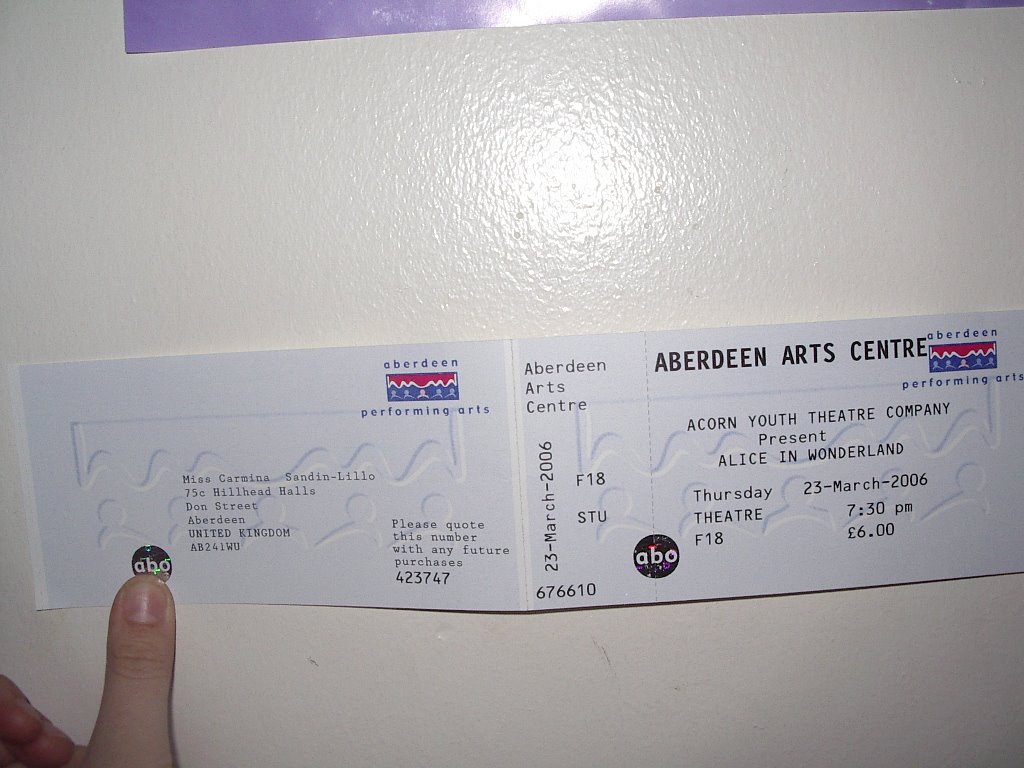 aberdeen
performing arts
Miss Carmina Sandin-Lillo
75c Hillhead Halls
Don Street
Aberdeen
UNITED KINGDOM
AB241WU
abo
Please quote
this number
with any future
purchases
423747
Aberdeen
Arts
Centre
23-March-2006
F18
STU
676610
ABERDEEN ARTS CENTRE
aberdeen
performing arts
ACORN YOUTH THEATRE COMPANY
Present
ALICE IN WONDERLAND
Thursday 23-March-2006
THEATRE 7:30 pm
F18 £6.00
abo